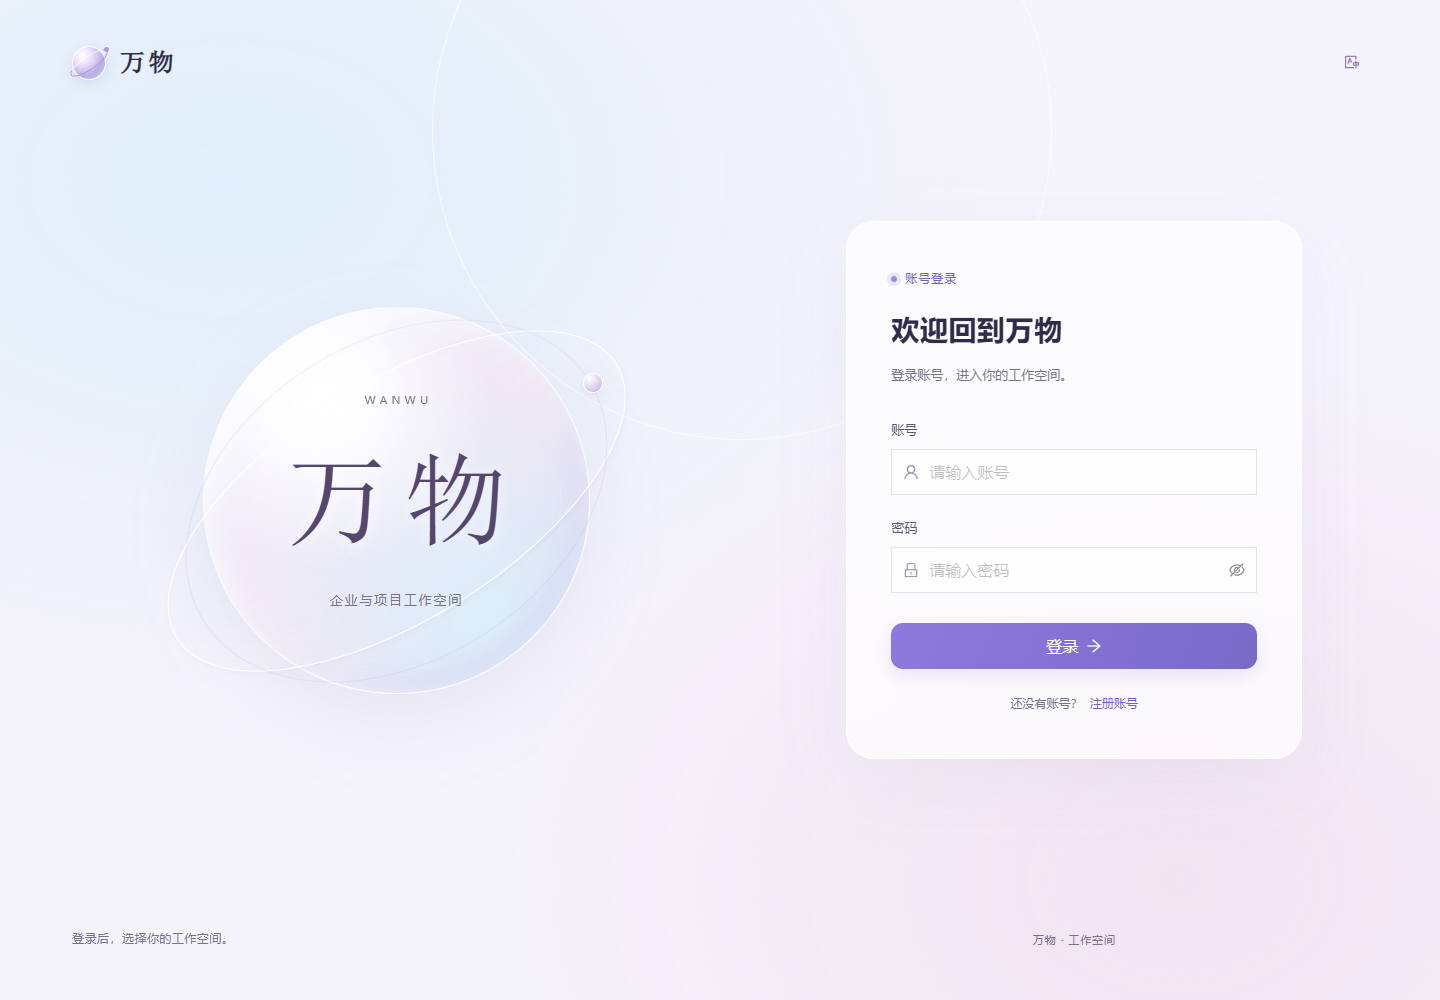 万物
WANWU
万物
企业与项目工作空间
账号登录
欢迎回到万物
登录账号，进入你的工作空间。
账号
请输入账号
密码
请输入密码
登录
还没有账号？ 注册账号
登录后，选择你的工作空间。
万物 · 工作空间